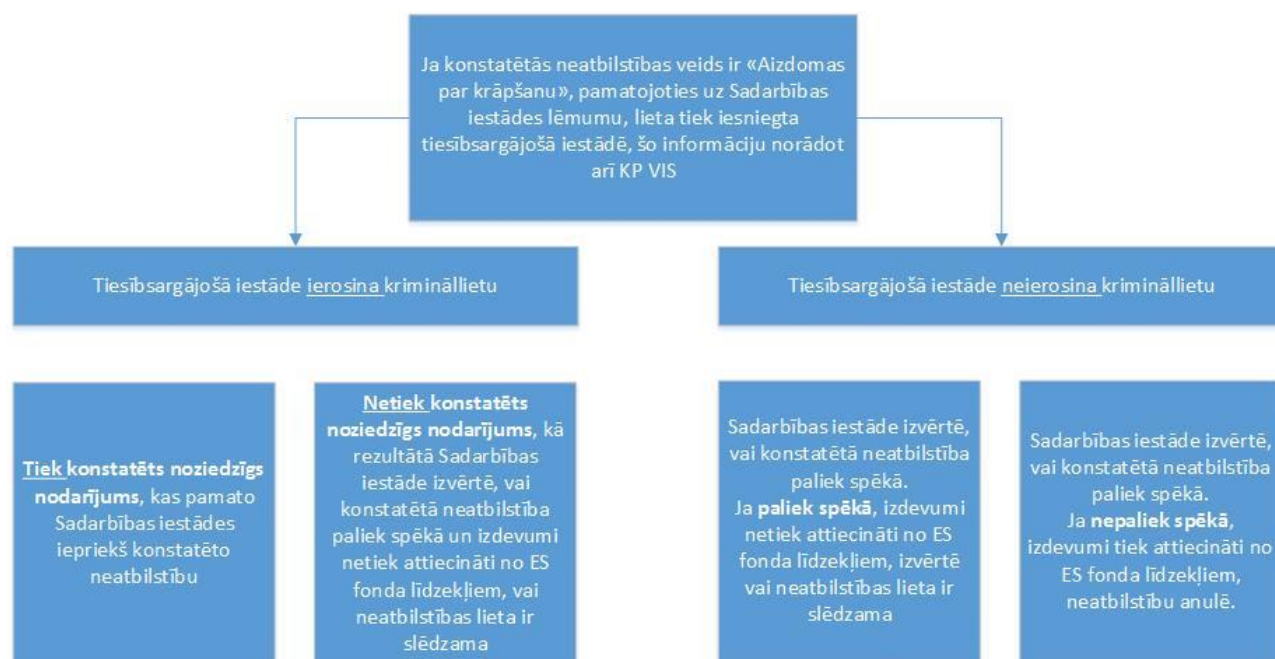 Ja konstatētās neatbilstības veids ir «Aizdomas
par krāpšanu», pamatojoties uz Sadarbības
iestādes lēmumu, lieta tiek iesniegta
tiesībsargājošā iestādē, šo informāciju norādot
arī KP VIS
Tiesībsargājošā iestāde ierosina krimināllietu
Tiesībsargājošā iestāde neierosina krimināllietu
Tiek konstatēts noziedzīgs
nodarījums, kas pamato
Sadarbības iestādes
iepriekš konstatēto
neatbilstību
Netiek konstatēts
noziedzīgs nodarījums, kā
rezultātā Sadarbības
iestāde izvērtē, vai
konstatētā neatbilstība
paliek spēkā un izdevumi
netiek attiecināti no ES
fonda līdzekļiem, vai
neatbilstības lieta ir
slēdzama
Sadarbības iestāde izvērtē,
vai konstatētā neatbilstība
paliek spēkā.
Ja paliek spēkā, izdevumi
netiek attiecināti no ES
fonda līdzekļiem, izvērtē
vai neatbilstības lieta ir
slēdzama
Sadarbības iestāde izvērtē,
vai konstatētā neatbilstība
paliek spēkā.
Ja nepaliek spēkā,
izdevumi tiek attiecināti no
ES fonda līdzekļiem,
neatbilstību anulē.